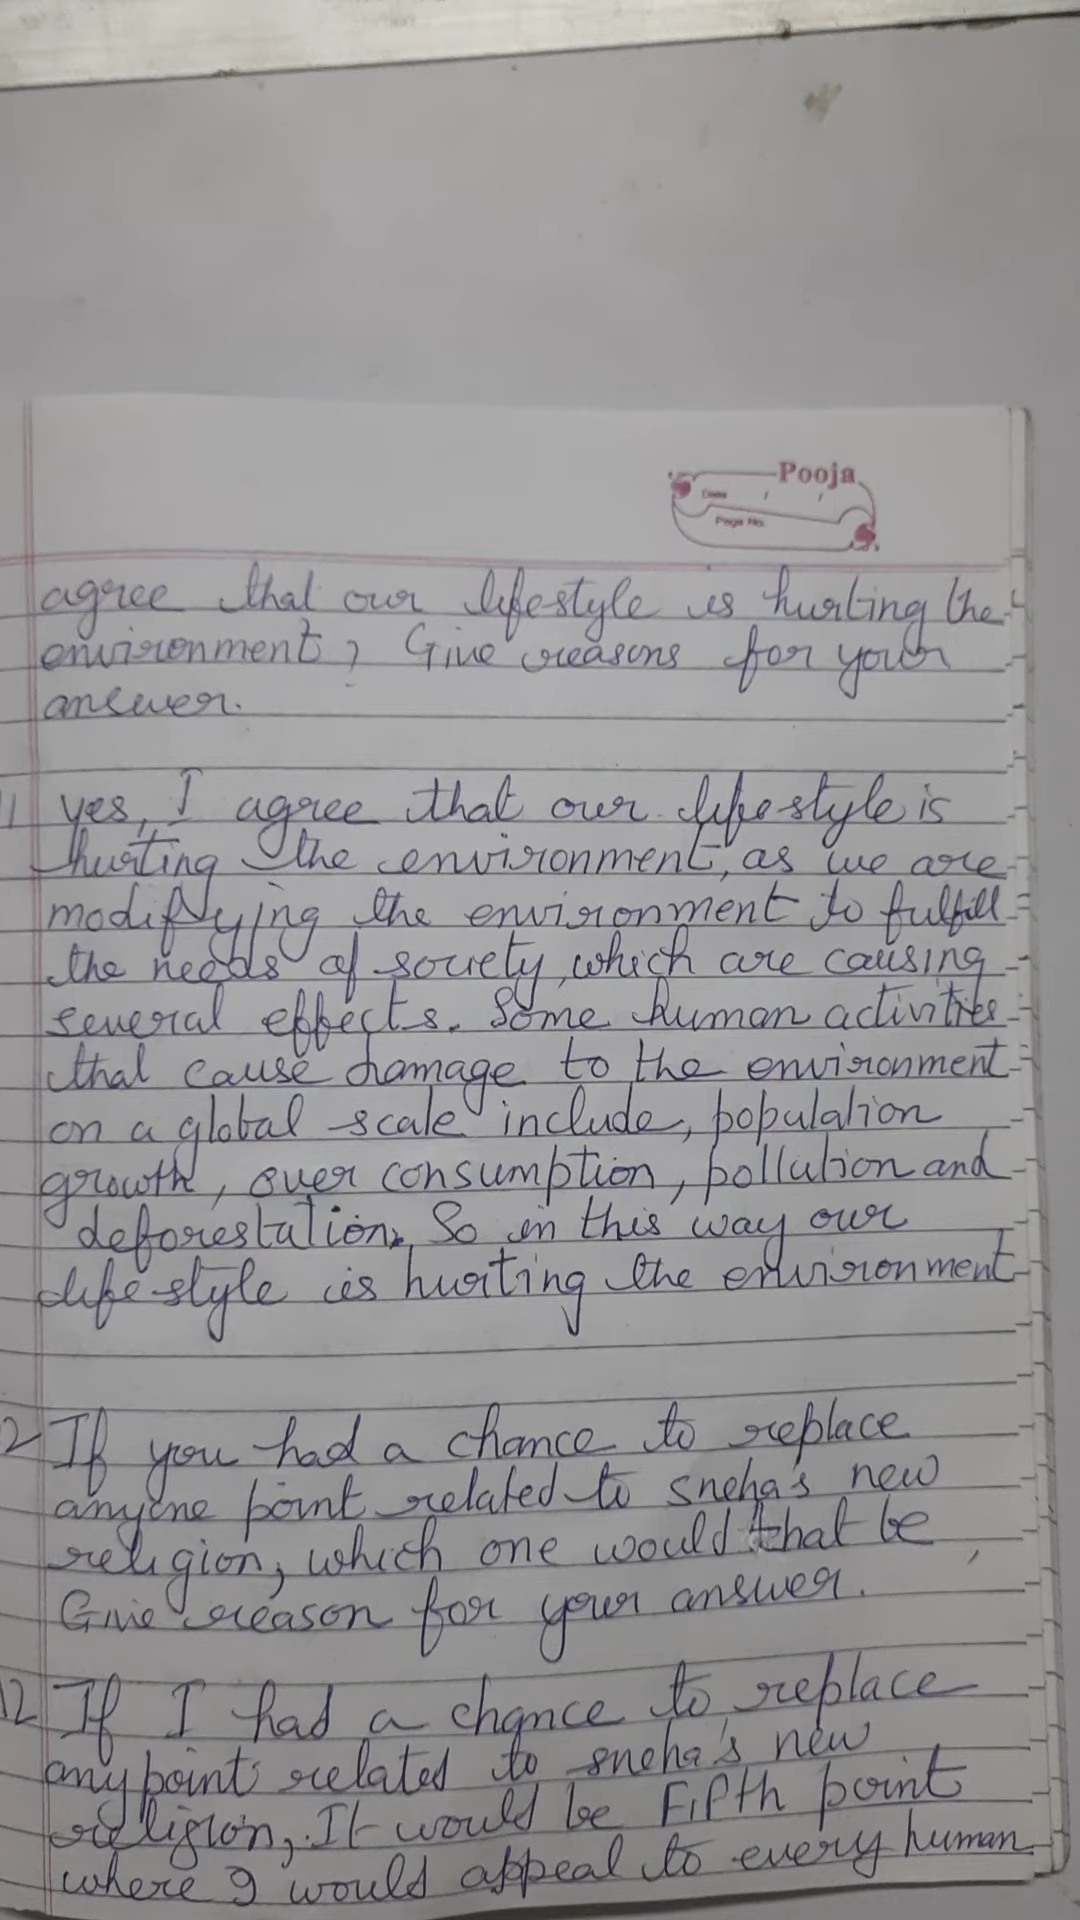 Pooja
Date / /
Page No.
agree that our lifestyle is hurting the
environment? Give reasons for your
answer.
1 yes, I agree that our lifestyle is
hurting the environment, as we are
modifying the environment to fulfill
the needs of society, which are causing
several effects. Some human activities
that cause damage to the environment
on a global scale include, population
growth, over consumption, pollution and
deforestation. So in this way our
life style is hurting the environment
2 If you had a chance to replace
anyone point related to sneha's new
religion, which one would that be
Give reason for your answer.
12 If I had a chance to replace
any point related to sneha's new
religion, It would be Fifth point
where I would appeal to every human